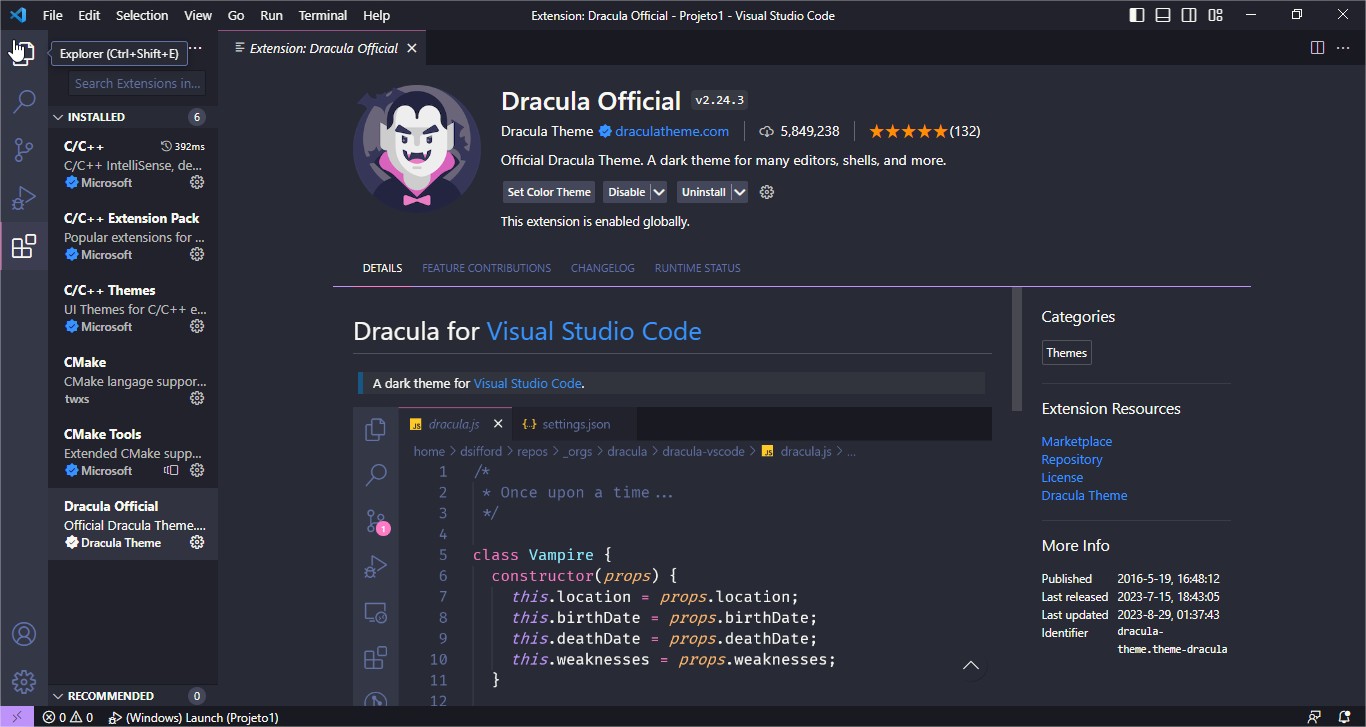 File Edit Selection View Go Run Terminal Help
Extension: Dracula Official - Projeto1 - Visual Studio Code
Explorer (Ctrl+Shift+E)
Extension: Dracula Official
Search Extensions in...
INSTALLED 6
C/C++ 392ms
C/C++ IntelliSense, de...
Microsoft
C/C++ Extension Pack
Popular extensions for ...
Microsoft
C/C++ Themes
UI Themes for C/C++ e...
Microsoft
CMake
CMake langage suppor...
twxs
CMake Tools
Extended CMake supp...
Microsoft
Dracula Official
Official Dracula Theme....
Dracula Theme
RECOMMENDED 0
Dracula Official v2.24.3
Dracula Theme draculatheme.com 5,849,238 (132)
Official Dracula Theme. A dark theme for many editors, shells, and more.
Set Color Theme Disable Uninstall
This extension is enabled globally.
DETAILS FEATURE CONTRIBUTIONS CHANGELOG RUNTIME STATUS
Dracula for Visual Studio Code
A dark theme for Visual Studio Code.
JS dracula.js {..} settings.json
home > dsifford > repos > _orgs > dracula > dracula-vscode > JS dracula.js > ...
1 /*
2 * Once upon a time...
3 */
4
5 class Vampire {
6 constructor(props) {
7 this.location = props.location;
8 this.birthDate = props.birthDate;
9 this.deathDate = props.deathDate;
10 this.weaknesses = props.weaknesses;
11 }
12
1
Categories
Themes
Extension Resources
Marketplace
Repository
License
Dracula Theme
More Info
Published 2016-5-19, 16:48:12
Last released 2023-7-15, 18:43:05
Last updated 2023-8-29, 01:37:43
Identifier dracula-
theme.theme-dracula
0 0 (Windows) Launch (Projeto1)